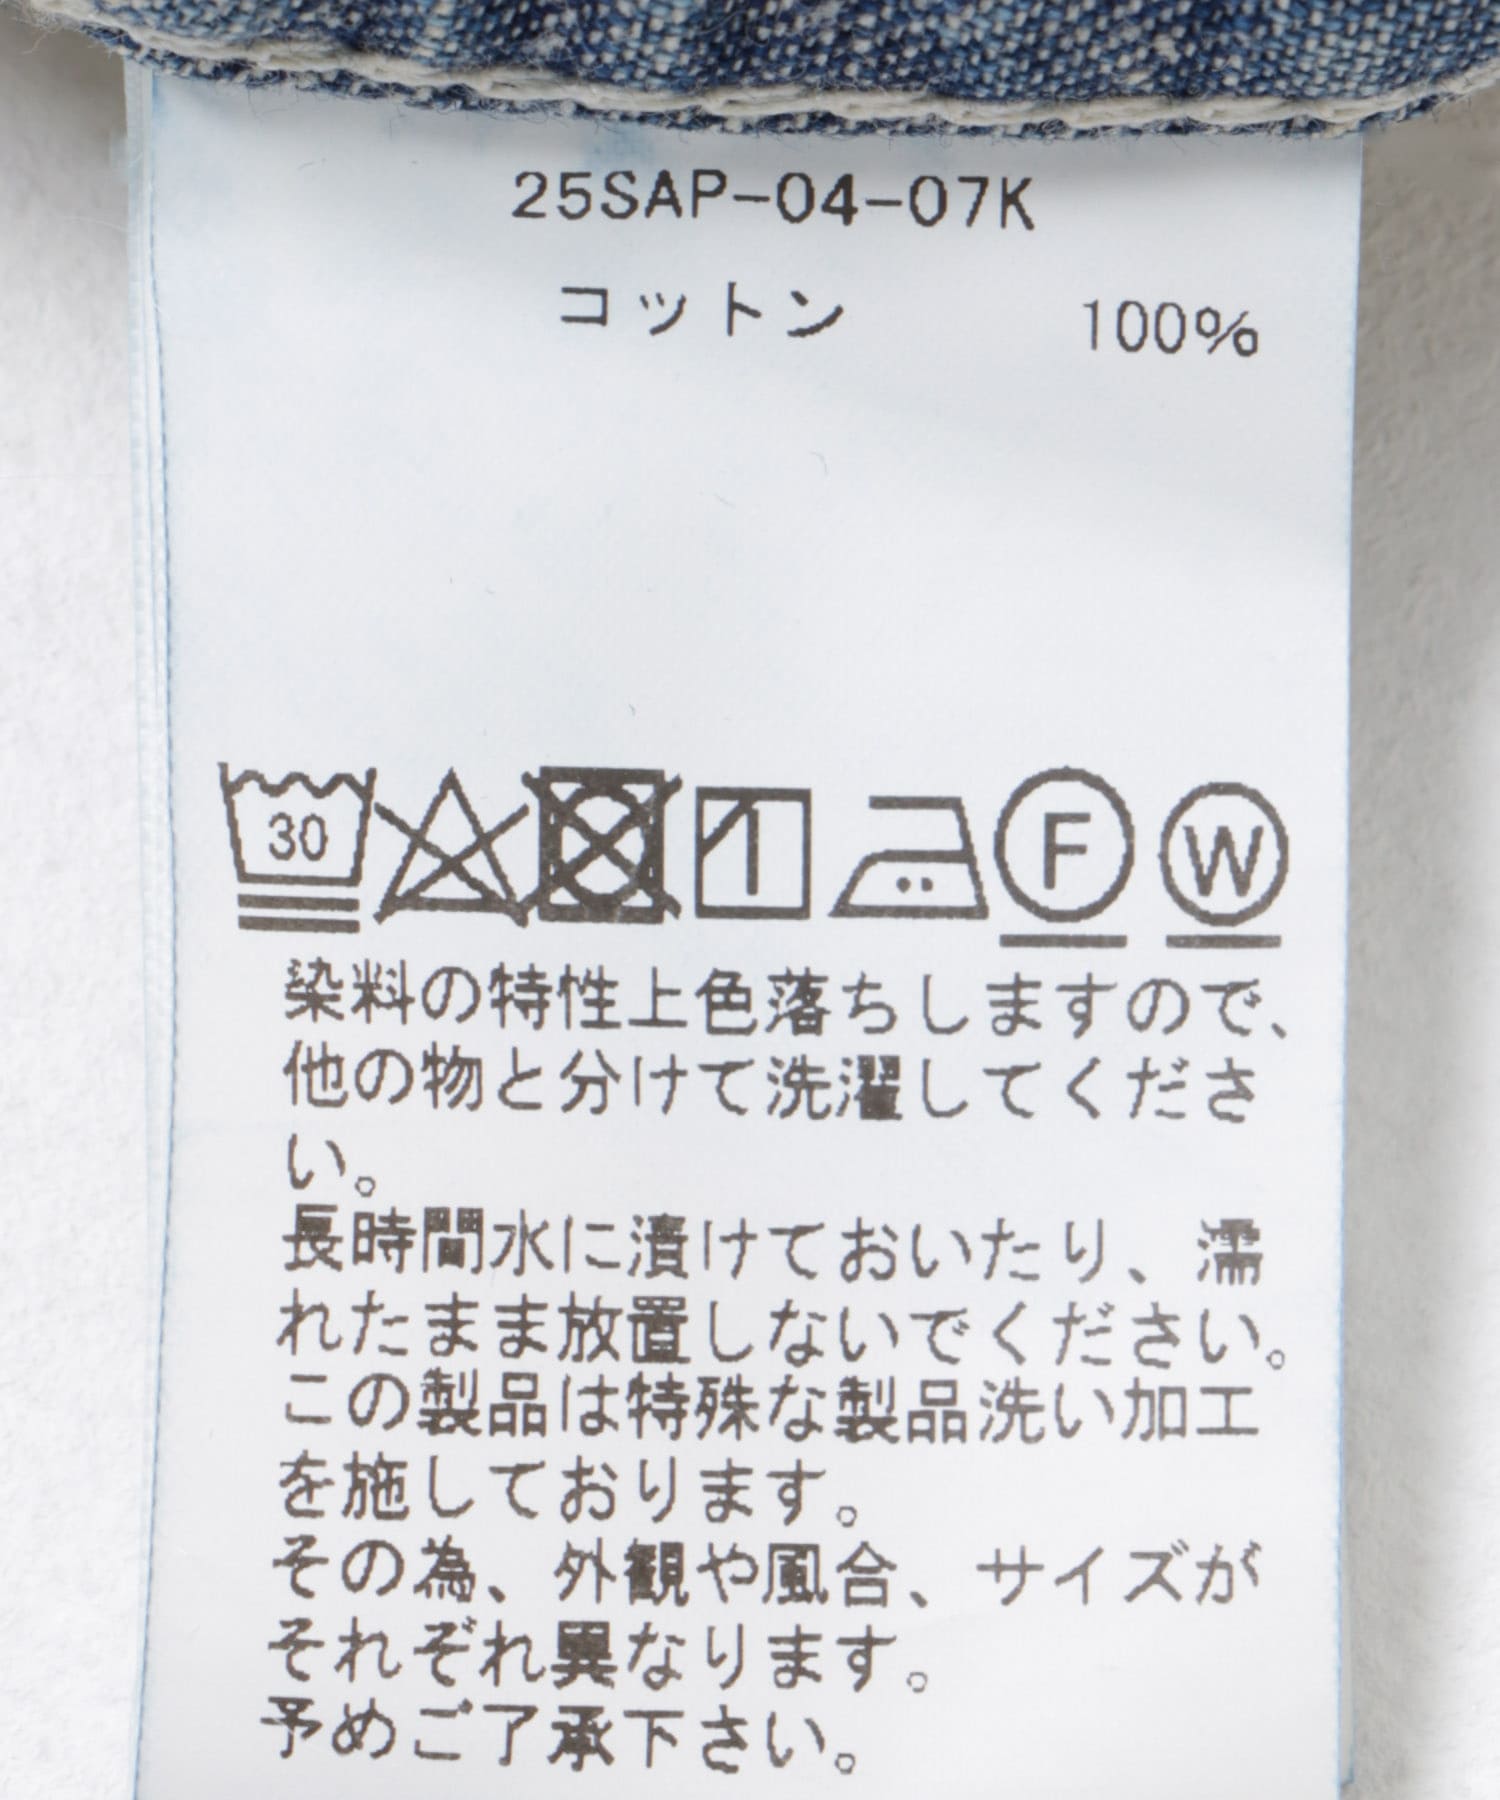 25SAP-04-07K
コットン 100%
30
F W
染料の特性上色落ちしますので、
他の物と分けて洗濯してくださ
い。
長時間水に漬けておいたり、濡
れたまま放置しないでください。
この製品は特殊な製品洗い加工
を施しております。
その為、外観や風合、サイズが
それぞれ異なります。
予めご了承下さい。